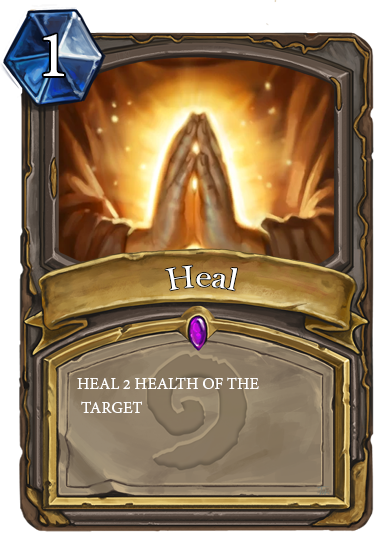 1
Heal
HEAL 2 HEALTH OF THE
TARGET